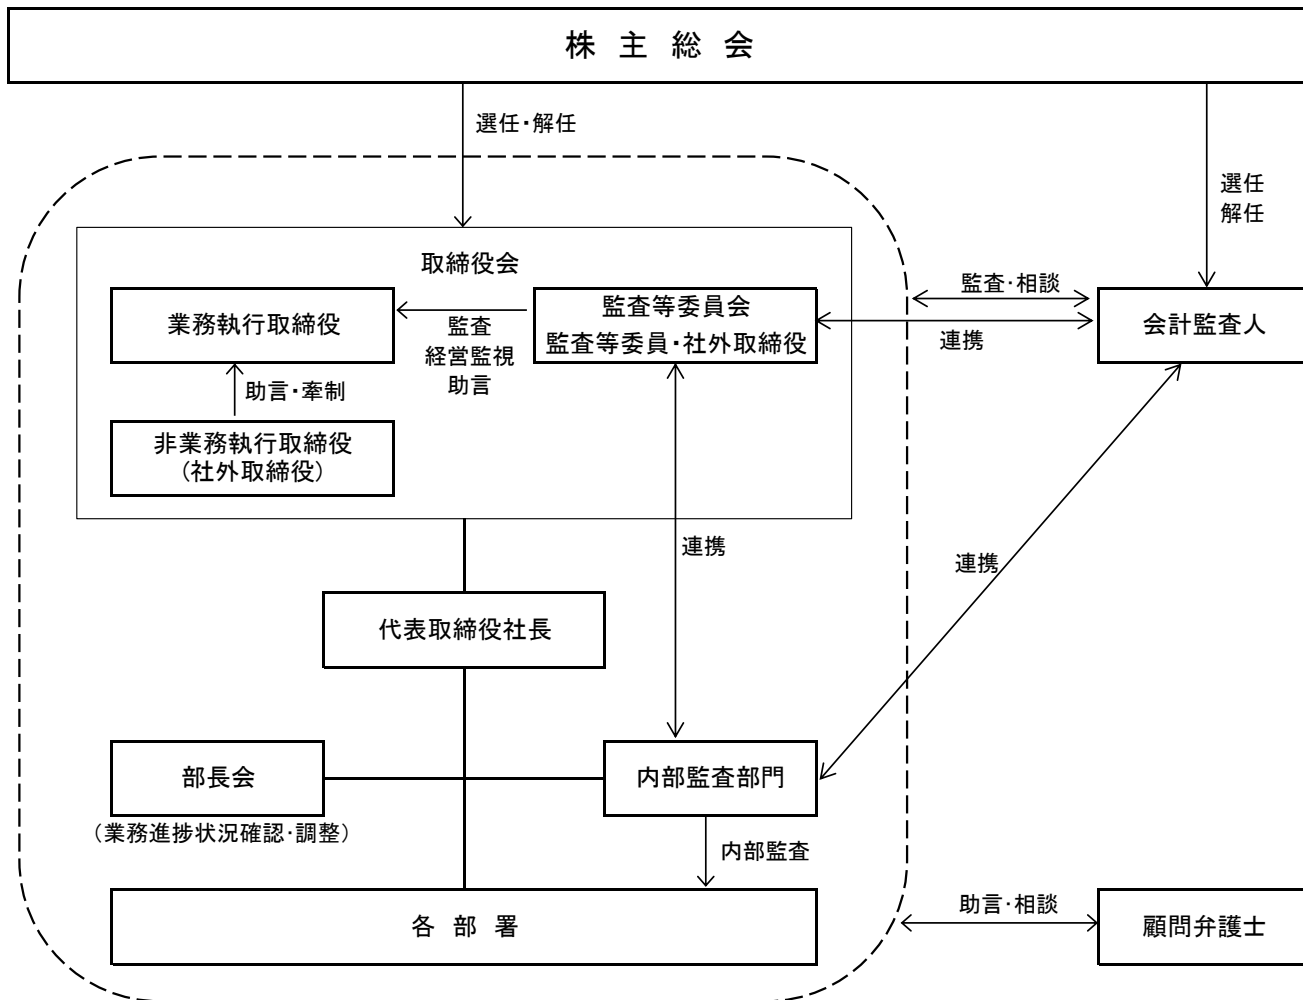 株 主 総 会
選任・解任
選任
解任
取締役会
監査・相談
業務執行取締役
監査
経営監視
助言
監査等委員会
監査等委員・社外取締役
連携
会計監査人
助言・牽制
非業務執行取締役
(社外取締役)
連携
連携
代表取締役社長
部長会
(業務進捗状況確認・調整)
内部監査部門
内部監査
各 部 署
助言・相談
顧問弁護士